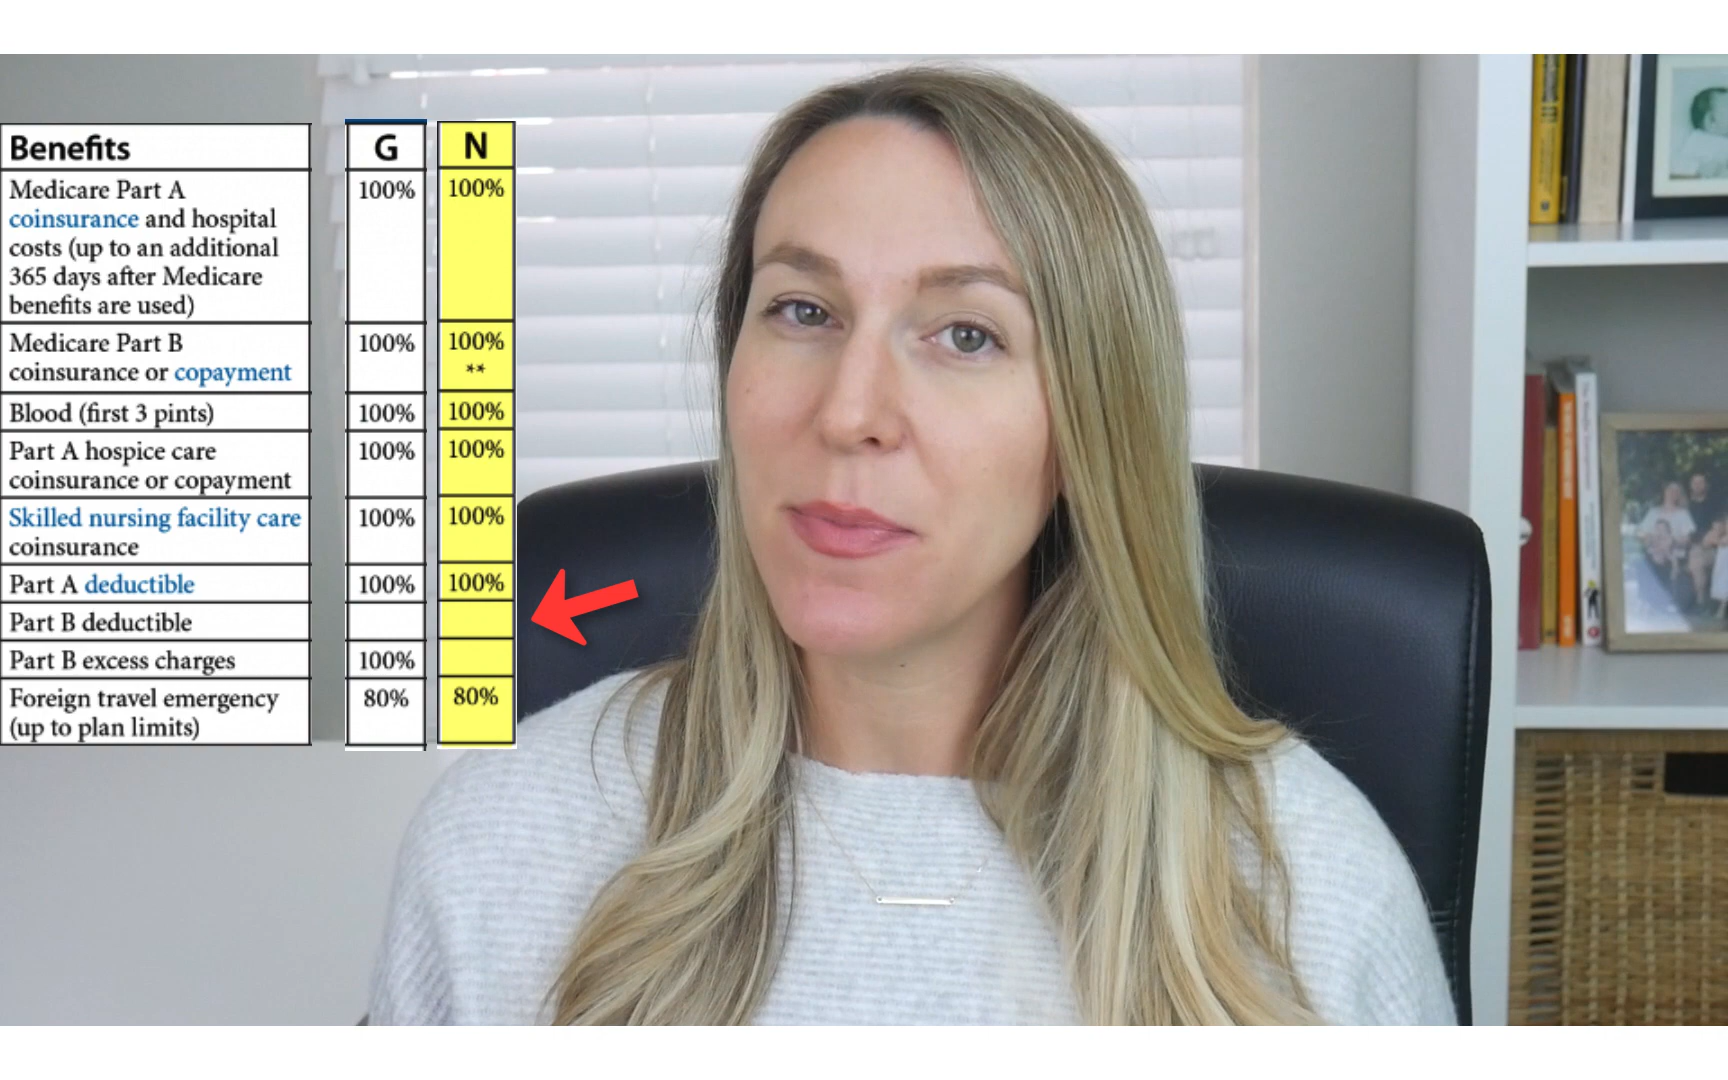 Benefits G N
Medicare Part A 100% 100%
coinsurance and hospital
costs (up to an additional
365 days after Medicare
benefits are used)
Medicare Part B 100% 100%
coinsurance or copayment **
Blood (first 3 pints) 100% 100%
Part A hospice care 100% 100%
coinsurance or copayment
Skilled nursing facility care 100% 100%
coinsurance
Part A deductible 100% 100%
Part B deductible
Part B excess charges 100%
Foreign travel emergency 80% 80%
(up to plan limits)